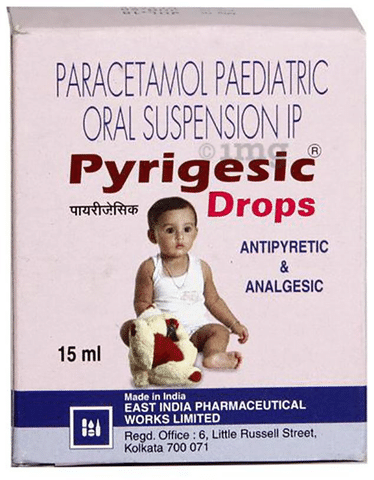 PARACETAMOL PAEDIATRIC
ORAL SUSPENSION IP
© 1mg
Pyrigesic®
पायरीज़ेसिक Drops
ANTIPYRETIC
&
ANALGESIC
15 ml
Made in India
EAST INDIA PHARMACEUTICAL
WORKS LIMITED
Regd. Office : 6, Little Russell Street,
Kolkata 700 071